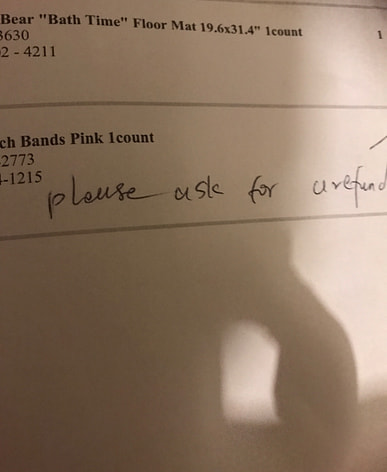 Bear "Bath Time" Floor Mat 19.6x31.4" 1count 1
3630
2 - 4211
ch Bands Pink 1count
2773
-1215
please ask for a refund